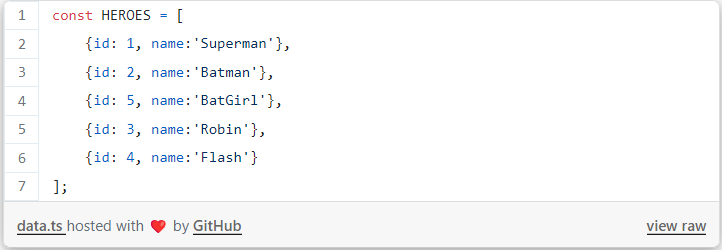 1 const HEROES = [
2 {id: 1, name:'Superman'},
3 {id: 2, name:'Batman'},
4 {id: 5, name:'BatGirl'},
5 {id: 3, name:'Robin'},
6 {id: 4, name:'Flash'}
7 ];
data.ts hosted with ❤ by GitHub view raw